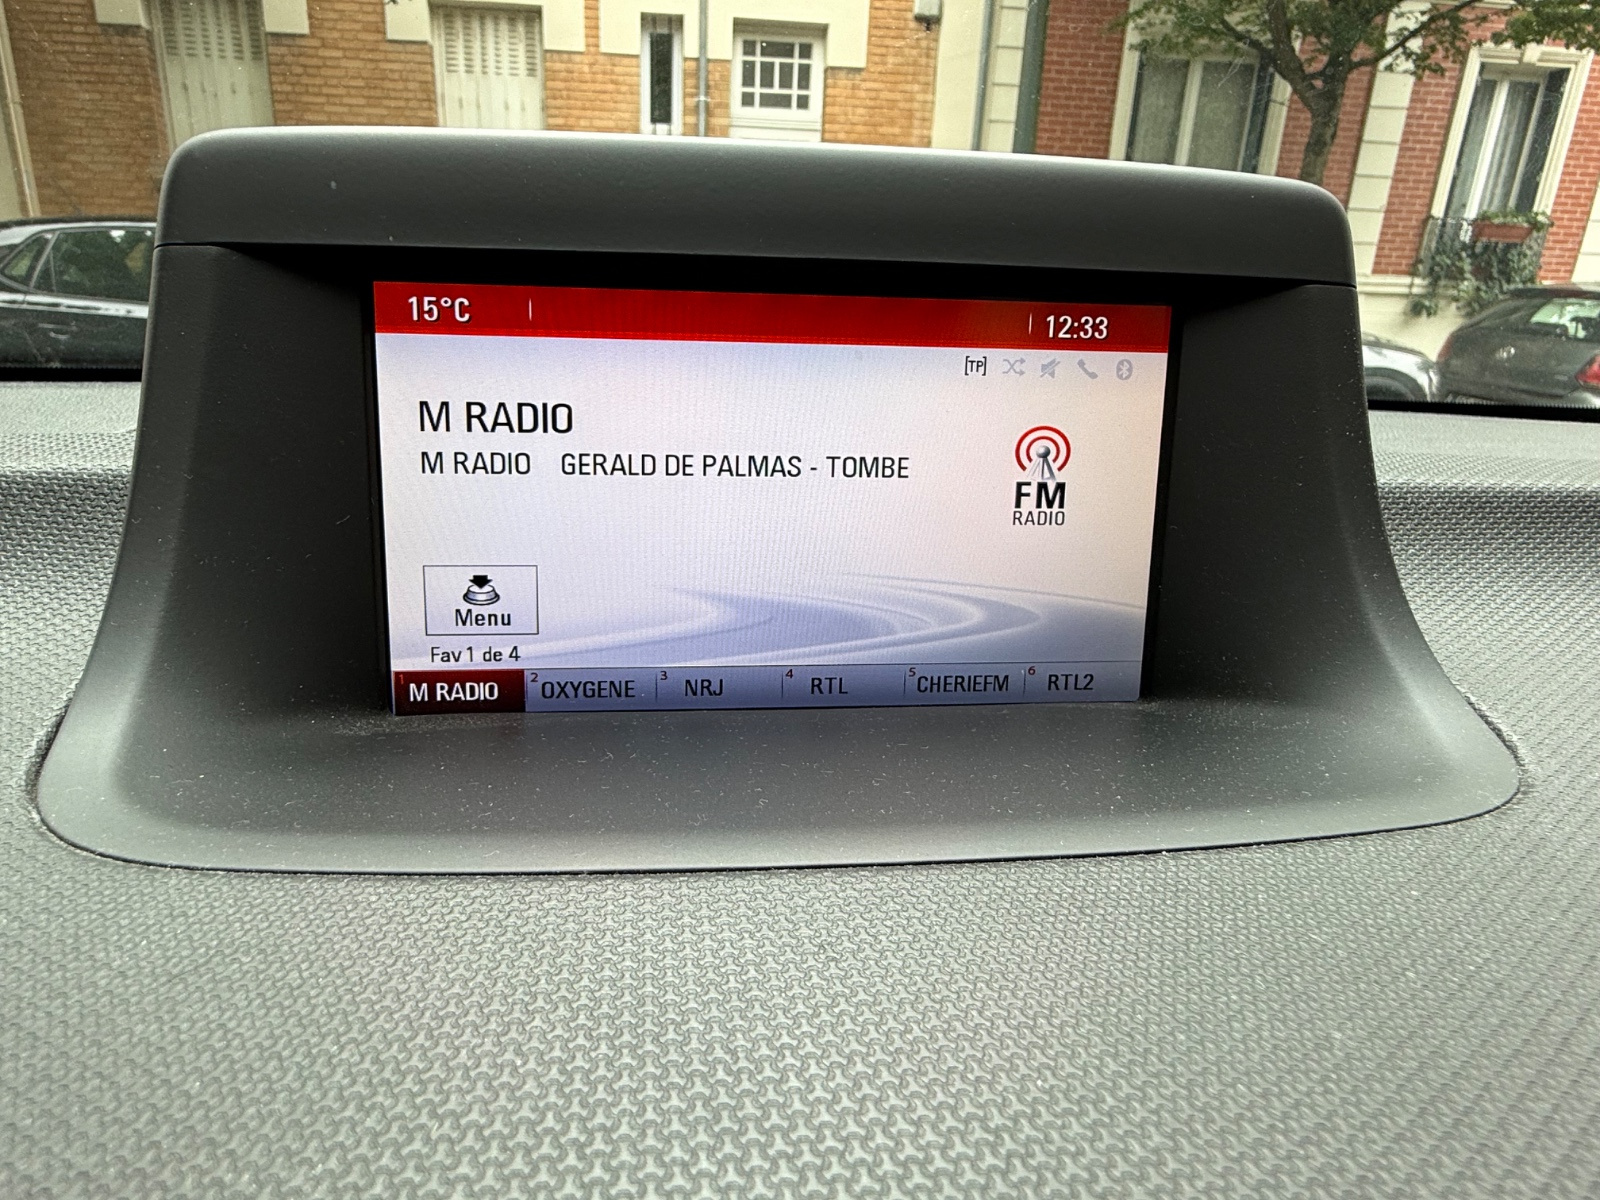 15°C 12:33
[TP]
M RADIO
M RADIO GERALD DE PALMAS - TOMBE
FM
RADIO
Menu
Fav 1 de 4
1 M RADIO 2 OXYGENE 3 NRJ 4 RTL 5 CHERIEFM 6 RTL2